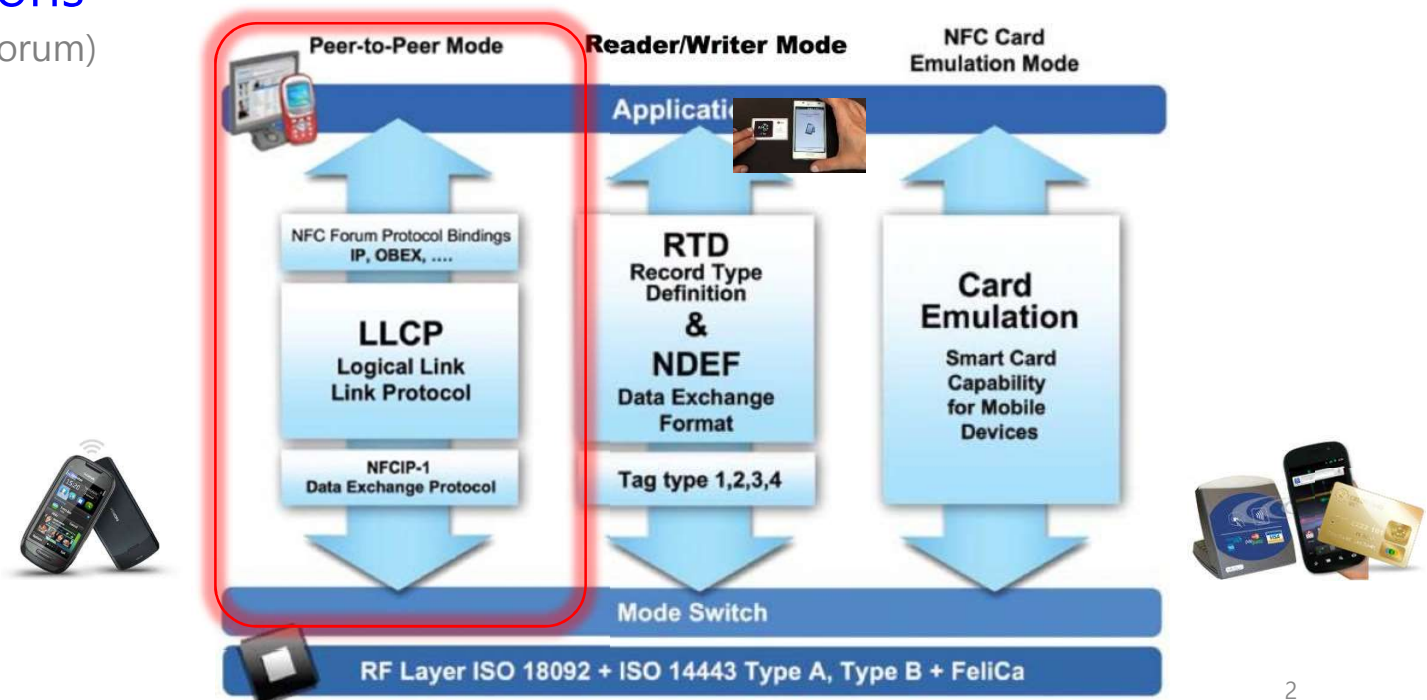 orum)
Peer-to-Peer Mode
Reader/Writer Mode
NFC Card
Emulation Mode
NFC Forum Protocol Bindings
IP, OBEX, ....
LLCP
Logical Link
Link Protocol
NFCIP-1
Data Exchange Protocol
RTD
Record Type
Definition
&
NDEF
Data Exchange
Format
Tag type 1,2,3,4
Card
Emulation
Smart Card
Capability
for Mobile
Devices
Mode Switch
RF Layer ISO 18092 + ISO 14443 Type A, Type B + FeliCa
2